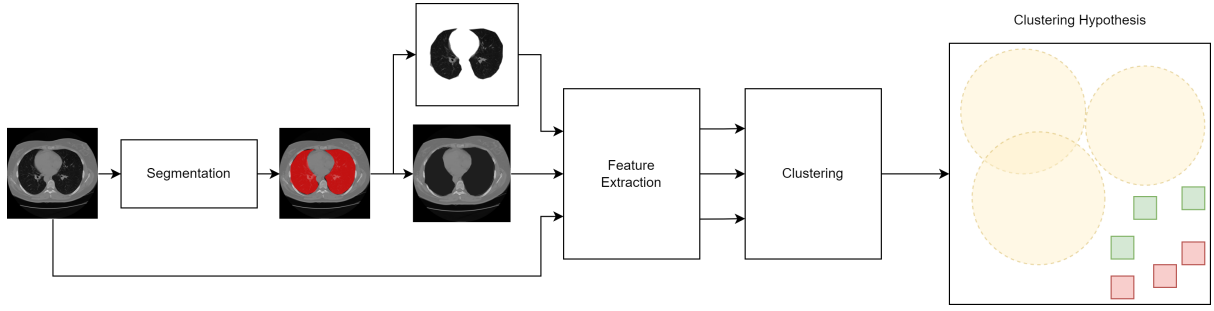 Clustering Hypothesis
Segmentation
Feature
Extraction
Clustering